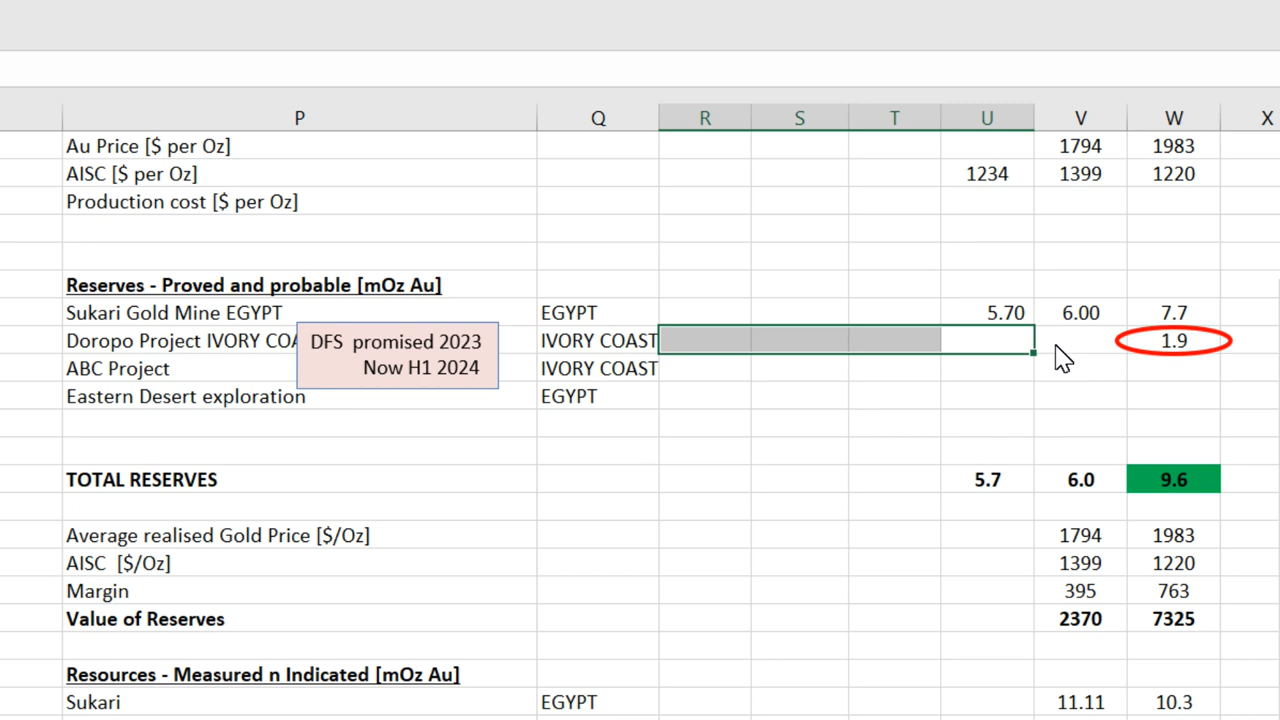 P Q R S T U V W X
Au Price [$ per Oz] 1794 1983
AISC [$ per Oz] 1234 1399 1220
Production cost [$ per Oz]
Reserves - Proved and probable [mOz Au]
Sukari Gold Mine EGYPT EGYPT 5.70 6.00 7.7
Doropo Project IVORY COA DFS promised 2023 IVORY COAST 1.9
Now H1 2024
ABC Project IVORY COAST
Eastern Desert exploration EGYPT
TOTAL RESERVES 5.7 6.0 9.6
Average realised Gold Price [$/Oz] 1794 1983
AISC [$/Oz] 1399 1220
Margin 395 763
Value of Reserves 2370 7325
Resources - Measured n Indicated [mOz Au]
Sukari EGYPT 11.11 10.3